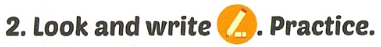 2. Look and write . Practice.